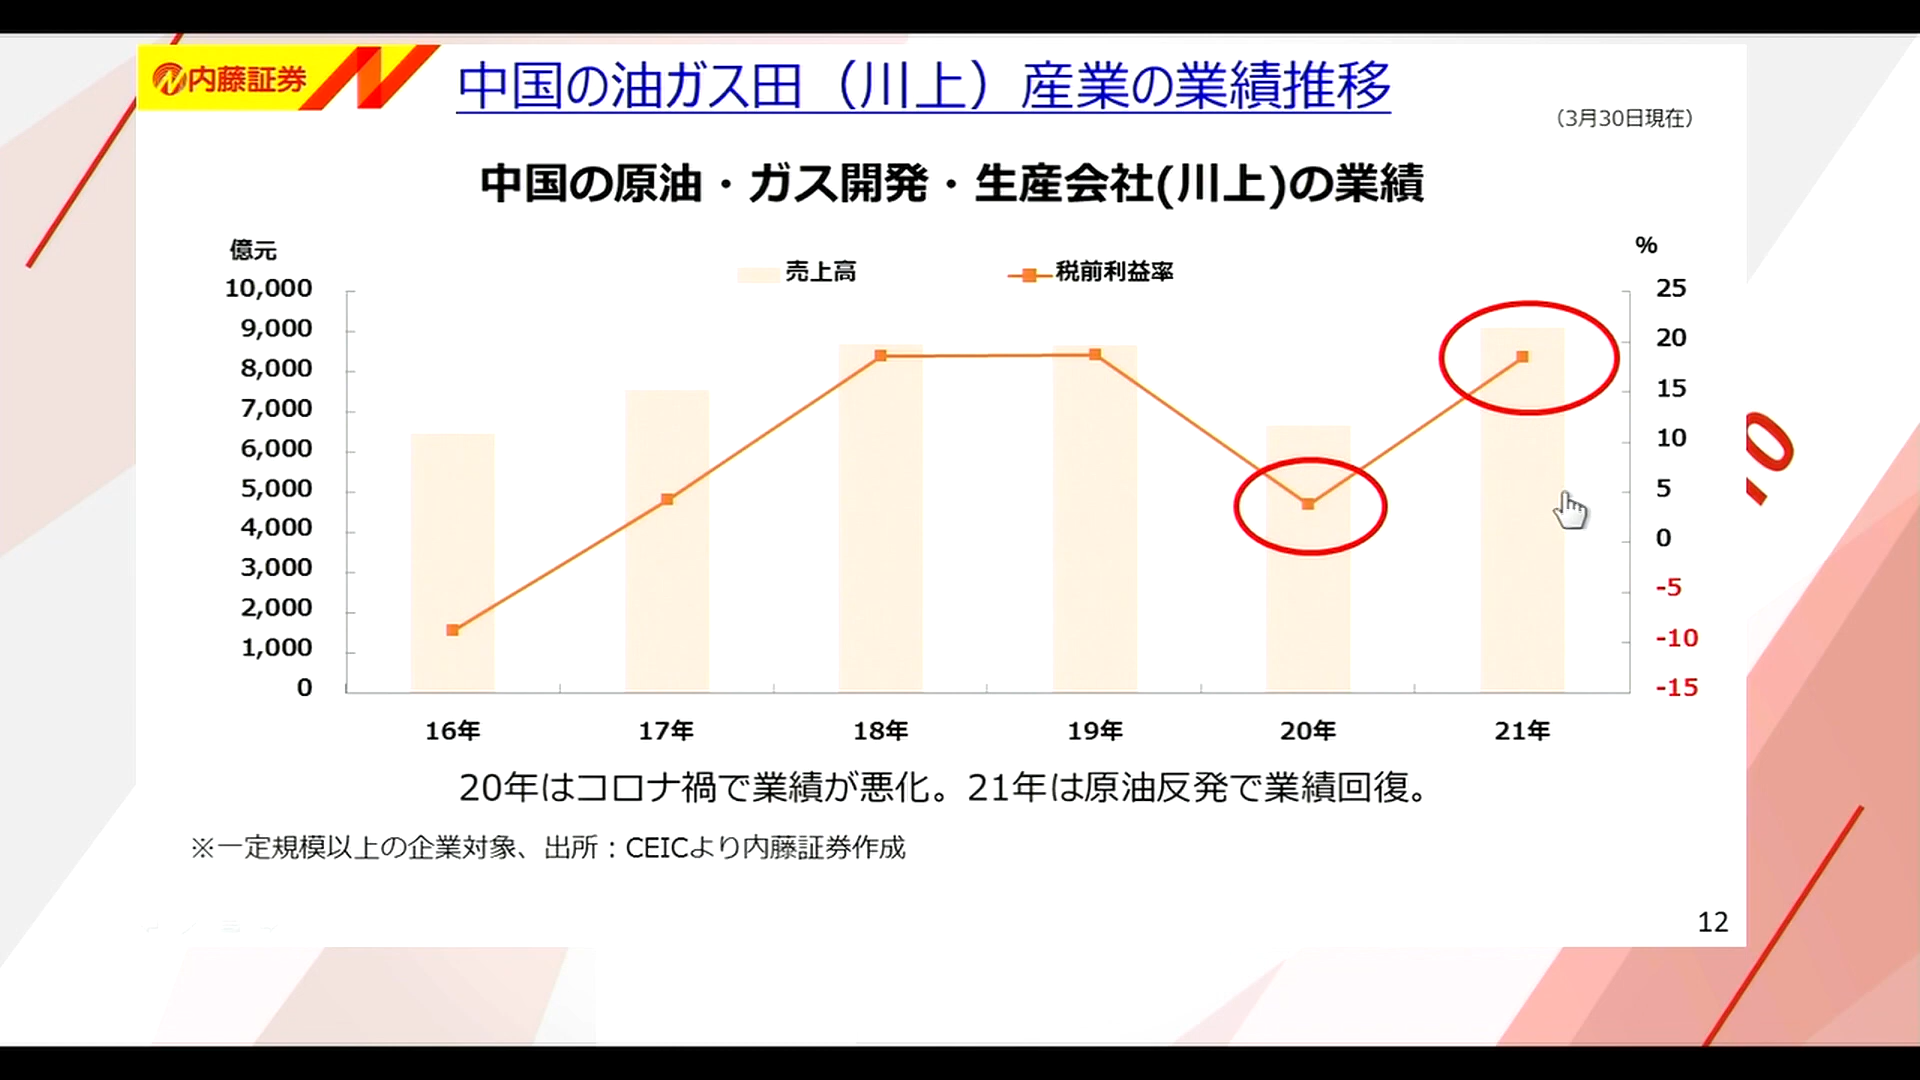 内藤証券
中国の油ガス田（川上）産業の業績推移
（3月30日現在）
中国の原油・ガス開発・生産会社(川上)の業績
億元
%
売上高
税前利益率
10,000
9,000
8,000
7,000
6,000
5,000
4,000
3,000
2,000
1,000
0
25
20
15
10
5
0
-5
-10
-15
16年
17年
18年
19年
20年
21年
20年はコロナ禍で業績が悪化。21年は原油反発で業績回復。
※一定規模以上の企業対象、出所：CEICより内藤証券作成
12